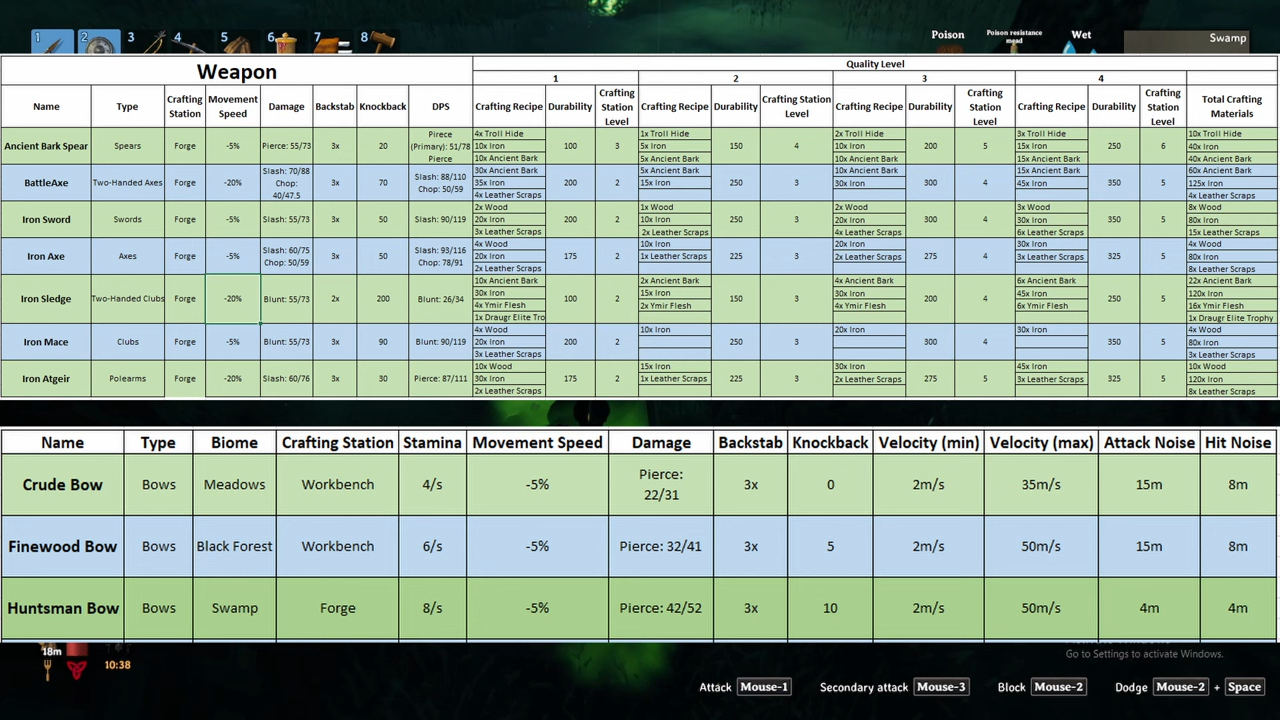 1 2 3 4 5 6 7 8
Poison Poison resistance mead Wet Swamp
Weapon Quality Level
1 2 3 4
Name Type Crafting Station Movement Speed Damage Backstab Knockback DPS Crafting Recipe Durability Crafting Station Level Crafting Recipe Durability Crafting Station Level Crafting Recipe Durability Crafting Station Level Crafting Recipe Durability Crafting Station Level Total Crafting Materials
Ancient Bark Spear Spears Forge -5% Pierce: 55/73 3x 20 Pirece (Primary): 51/78 Pierce 4x Troll Hide 10x Iron 10x Ancient Bark 100 3 1x Troll Hide 5x Iron 5x Ancient Bark 150 4 2x Troll Hide 10x Iron 10x Ancient Bark 200 5 3x Troll Hide 15x Iron 15x Ancient Bark 250 6 10x Troll Hide 40x Iron 40x Ancient Bark
BattleAxe Two-Handed Axes Forge -20% Slash: 70/88 Chop: 40/47.5 3x 70 Slash: 88/110 Chop: 50/59 30x Ancient Bark 35x Iron 4x Leather Scraps 200 2 5x Ancient Bark 15x Iron 250 3 10x Ancient Bark 30x Iron 300 4 15x Ancient Bark 45x Iron 350 5 60x Ancient Bark 125x Iron 4x Leather Scraps
Iron Sword Swords Forge -5% Slash: 55/73 3x 50 Slash: 90/119 2x Wood 20x Iron 3x Leather Scraps 200 2 1x Wood 10x Iron 2x Leather Scraps 250 3 2x Wood 20x Iron 4x Leather Scraps 300 4 3x Wood 30x Iron 6x Leather Scraps 350 5 8x Wood 80x Iron 15x Leather Scraps
Iron Axe Axes Forge -5% Slash: 60/75 Chop: 50/59 3x 50 Slash: 93/116 Chop: 78/91 4x Wood 20x Iron 2x Leather Scraps 175 2 10x Iron 1x Leather Scraps 225 3 20x Iron 2x Leather Scraps 275 4 30x Iron 3x Leather Scraps 325 5 4x Wood 80x Iron 8x Leather Scraps
Iron Sledge Two-Handed Clubs Forge -20% Blunt: 55/73 2x 200 Blunt: 26/34 10x Ancient Bark 30x Iron 4x Ymir Flesh 1x Draugr Elite Tro 100 2 2x Ancient Bark 15x Iron 2x Ymir Flesh 150 3 4x Ancient Bark 30x Iron 4x Ymir Flesh 200 4 6x Ancient Bark 45x Iron 6x Ymir Flesh 250 5 22x Ancient Bark 120x Iron 16x Ymir Flesh 1x Draugr Elite Trophy
Iron Mace Clubs Forge -5% Blunt: 55/73 3x 90 Blunt: 90/119 4x Wood 20x Iron 3x Leather Scraps 200 2 10x Iron 250 3 20x Iron 300 4 30x Iron 350 5 4x Wood 80x Iron 3x Leather Scraps
Iron Atgeir Polearms Forge -20% Slash: 60/76 3x 30 Pierce: 87/111 10x Wood 30x Iron 2x Leather Scraps 175 2 15x Iron 1x Leather Scraps 225 3 30x Iron 2x Leather Scraps 275 5 45x Iron 3x Leather Scraps 325 5 10x Wood 120x Iron 8x Leather Scraps
Name Type Biome Crafting Station Stamina Movement Speed Damage Backstab Knockback Velocity (min) Velocity (max) Attack Noise Hit Noise
Crude Bow Bows Meadows Workbench 4/s -5% Pierce: 22/31 3x 0 2m/s 35m/s 15m 8m
Finewood Bow Bows Black Forest Workbench 6/s -5% Pierce: 32/41 3x 5 2m/s 50m/s 15m 8m
Huntsman Bow Bows Swamp Forge 8/s -5% Pierce: 42/52 3x 10 2m/s 50m/s 4m 4m
18m
10:38
Go to Settings to activate Windows.
Attack Mouse-1 Secondary attack Mouse-3 Block Mouse-2 Dodge Mouse-2 + Space